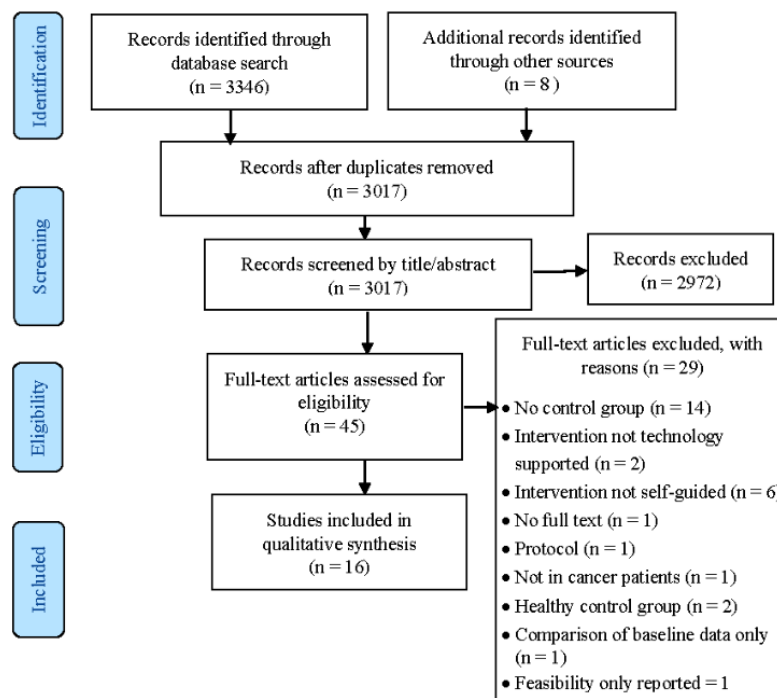 Identification
Records identified through
database search
(n = 3346)
Additional records identified
through other sources
(n = 8 )
Records after duplicates removed
(n = 3017)
Screening
Records screened by title/abstract
(n = 3017)
Records excluded
(n = 2972)
Eligibility
Full-text articles assessed for
eligibility
(n = 45)
Full-text articles excluded, with
reasons (n = 29)
● No control group (n = 14)
● Intervention not technology
supported (n = 2)
● Intervention not self-guided (n = 6)
● No full text (n = 1)
● Protocol (n = 1)
● Not in cancer patients (n = 1)
● Healthy control group (n = 2)
● Comparison of baseline data only
(n = 1)
● Feasibility only reported = 1
Included
Studies included in
qualitative synthesis
(n = 16)